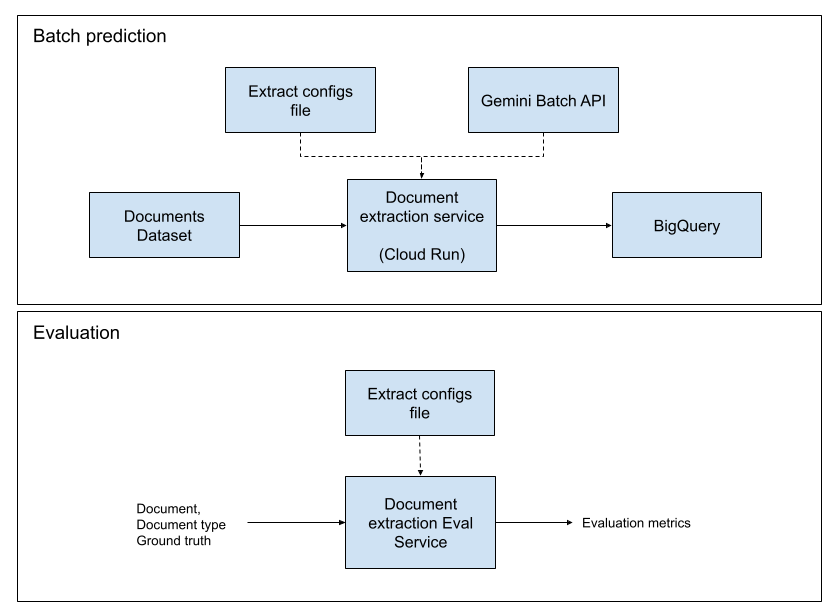 Batch prediction
Extract configs
file
Gemini Batch API
Documents
Dataset
Document
extraction service
(Cloud Run)
BigQuery
Evaluation
Extract configs
file
Document,
Document type
Ground truth
Document
extraction Eval
Service
Evaluation metrics